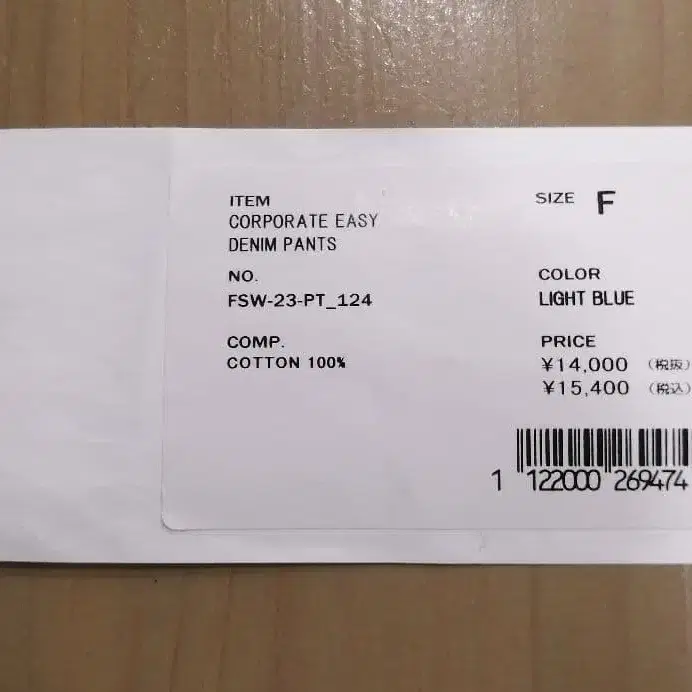 ITEM
CORPORATE EASY
DENIM PANTS
NO.
FSW-23-PT_124
COMP.
COTTON 100%
SIZE F
COLOR
LIGHT BLUE
PRICE
¥14,000 (税抜)
¥15,400 (税込)
1 122000 269474